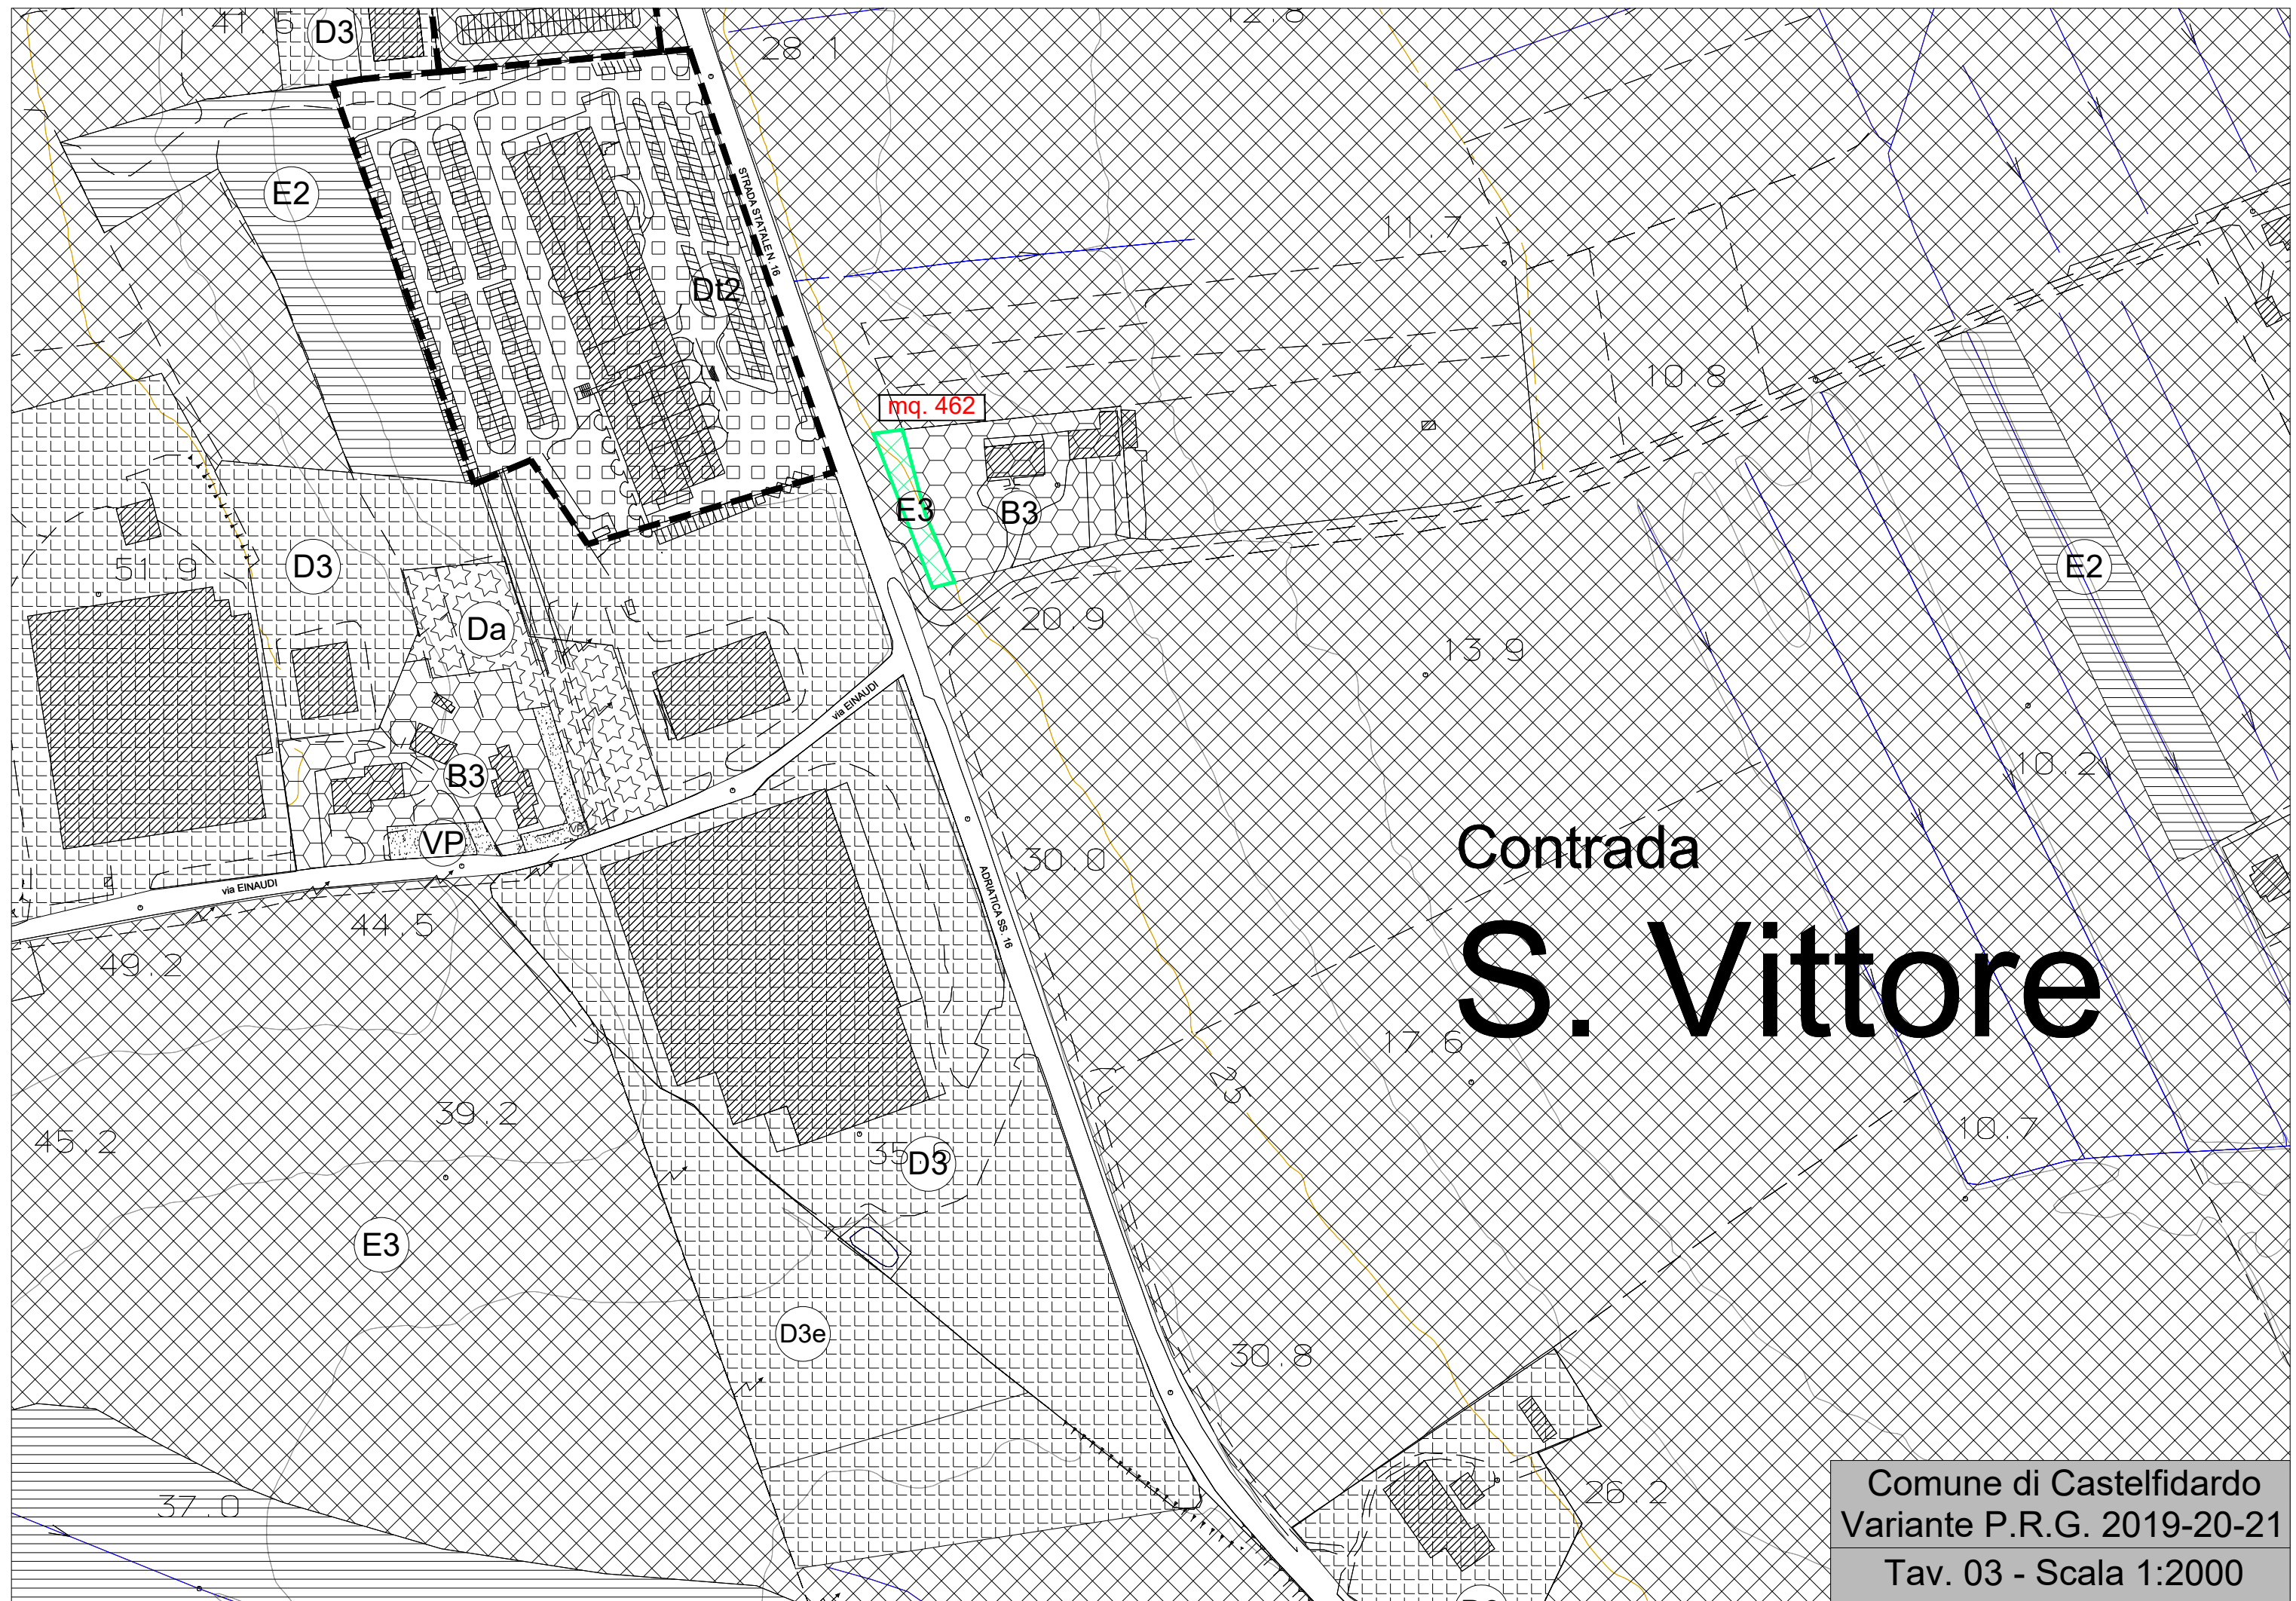 41.5
D3
12.8
28.1
E2
STRADA STATALE N. 16
11.7
Dt2
10.8
mq. 462
E3
B3
51.9
D3
E2
Da
20.9
13.9
via EINAUDI
B3
10.2
VP
VP
Contrada
30.0
via EINAUDI
ADRIATICA SS. 16
44.5
49.2
S. Vittore
17.6
25
39.2
10.7
45.2
35.6
D3
E3
D3e
30.8
Comune di Castelfidardo
26.2
37.0
Variante P.R.G. 2019-20-21
Tav. 03 - Scala 1:2000